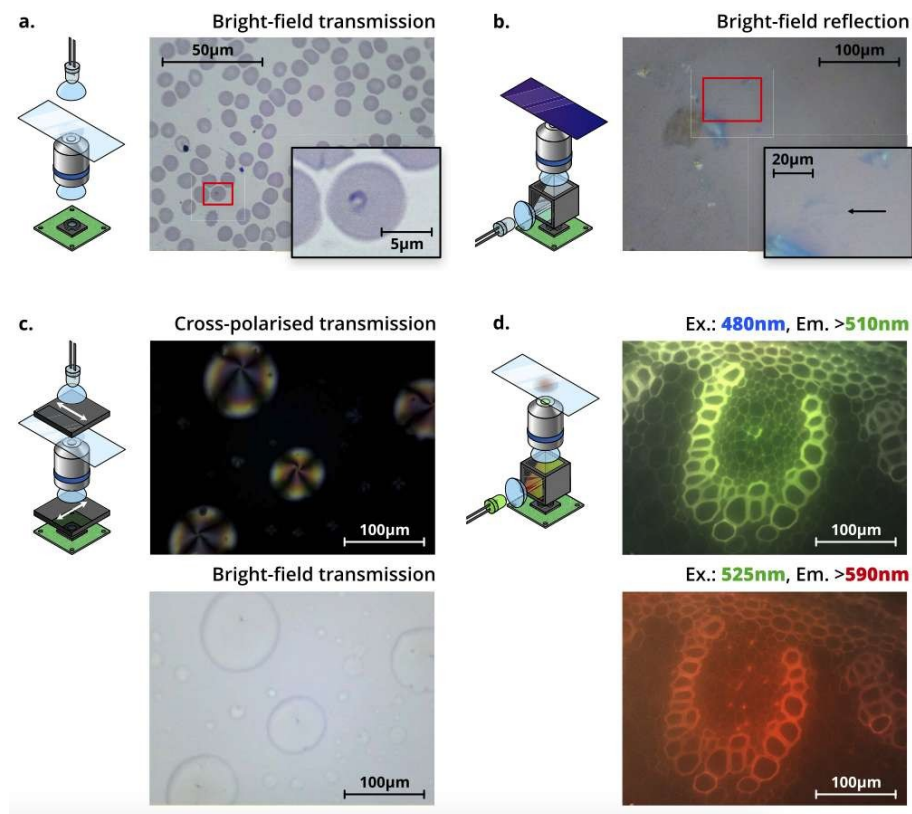 a.
Bright-field transmission
50µm
5µm
b.
Bright-field reflection
100µm
20µm
c.
Cross-polarised transmission
100µm
Bright-field transmission
100µm
d.
Ex.: 480nm, Em. >510nm
100µm
Ex.: 525nm, Em. >590nm
100µm